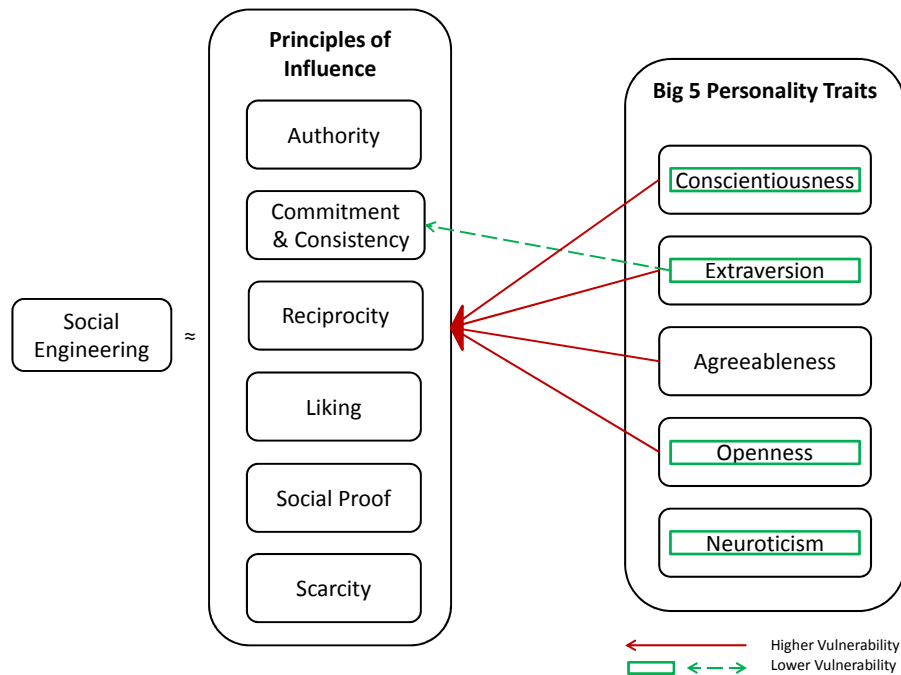 Principles of
Influence
Authority
Commitment
& Consistency
Reciprocity
Liking
Social Proof
Scarcity
Social
Engineering
≈
Big 5 Personality Traits
Conscientiousness
Extraversion
Agreeableness
Openness
Neuroticism
Higher Vulnerability
Lower Vulnerability